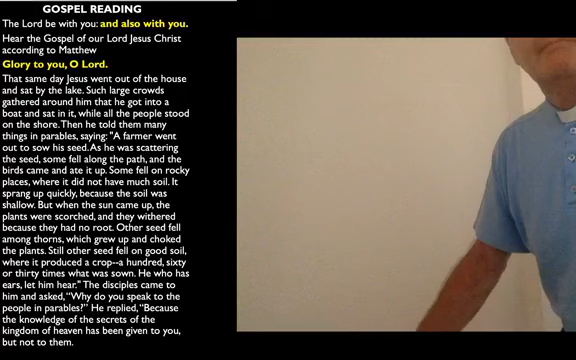 GOSPEL READING
The Lord be with you: and also with you.
Hear the Gospel of our Lord Jesus Christ
according to Matthew
Glory to you, O Lord.
That same day Jesus went out of the house
and sat by the lake. Such large crowds
gathered around him that he got into a
boat and sat in it, while all the people stood
on the shore. Then he told them many
things in parables, saying: "A farmer went
out to sow his seed. As he was scattering
the seed, some fell along the path, and the
birds came and ate it up. Some fell on rocky
places, where it did not have much soil. It
sprang up quickly, because the soil was
shallow. But when the sun came up, the
plants were scorched, and they withered
because they had no root. Other seed fell
among thorns, which grew up and choked
the plants. Still other seed fell on good soil,
where it produced a crop--a hundred, sixty
or thirty times what was sown. He who has
ears, let him hear." The disciples came to
him and asked, "Why do you speak to the
people in parables?" He replied, "Because
the knowledge of the secrets of the
kingdom of heaven has been given to you,
but not to them.